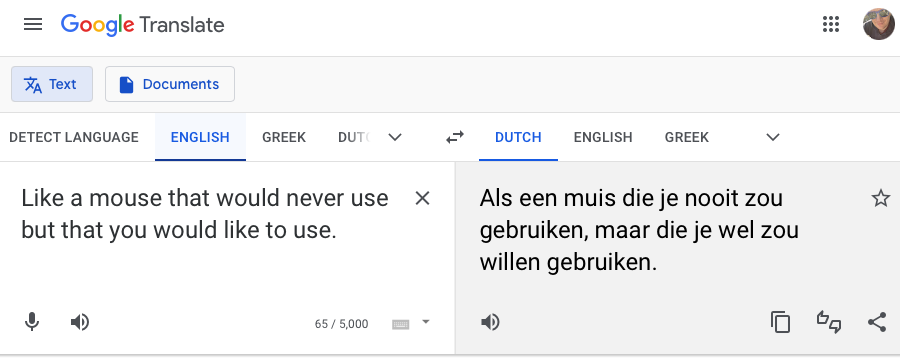 Google Translate
Text
Documents
DETECT LANGUAGE ENGLISH GREEK DUTC DUTCH ENGLISH GREEK
Like a mouse that would never use
but that you would like to use.
65 / 5,000
Als een muis die je nooit zou
gebruiken, maar die je wel zou
willen gebruiken.